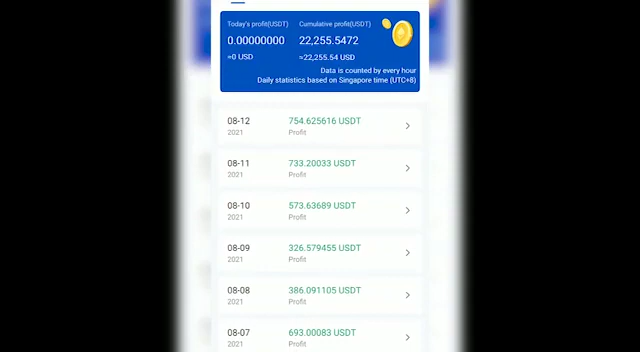 Today's profit(USDT) Cumulative profit(USDT)
0.00000000 22,255.5472
≈0 USD ≈22,255.54 USD
Data is counted by every hour
Daily statistics based on Singapore time (UTC+8)
08-12 754.625616 USDT
2021 Profit
08-11 733.20033 USDT
2021 Profit
08-10 573.63689 USDT
2021 Profit
08-09 326.579455 USDT
2021 Profit
08-08 386.091105 USDT
2021 Profit
08-07 693.00083 USDT
2021 Profit